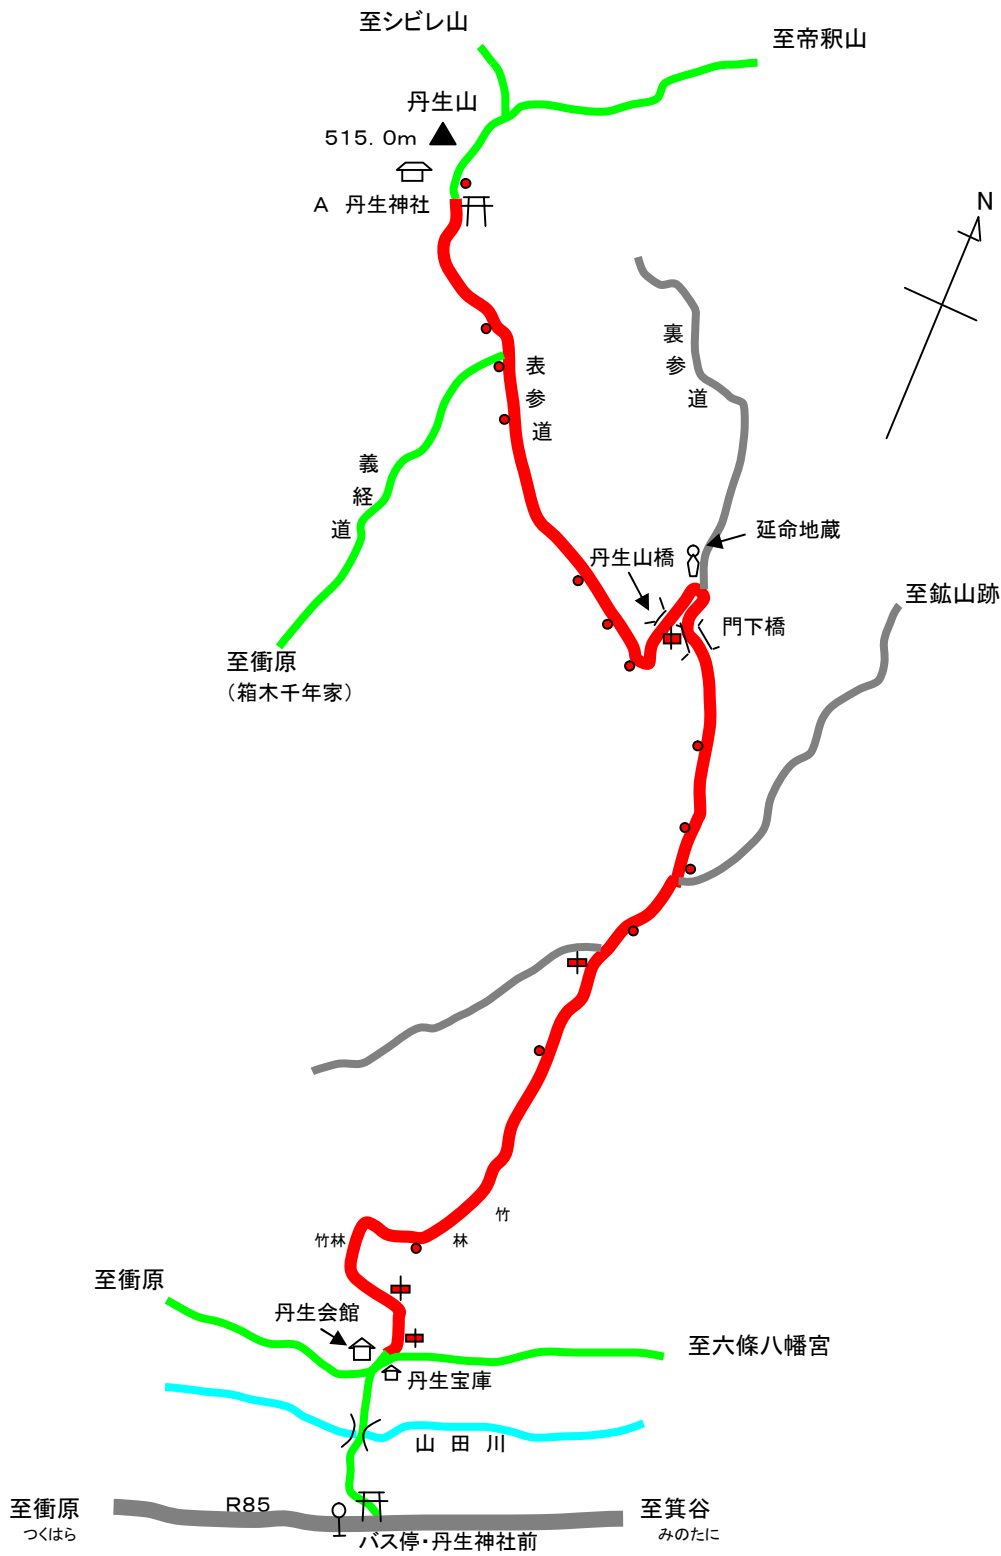 至シビレ山
至帝釈山
丹生山
515.0m
A 丹生神社
N
裏参道
表参道
義経道
延命地蔵
丹生山橋
至鉱山跡
門下橋
至衝原
(箱木千年家)
竹林
竹林
至衝原
丹生会館
至六條八幡宮
丹生宝庫
山田川
R85
至衝原
つくはら
至箕谷
みのたに
バス停・丹生神社前